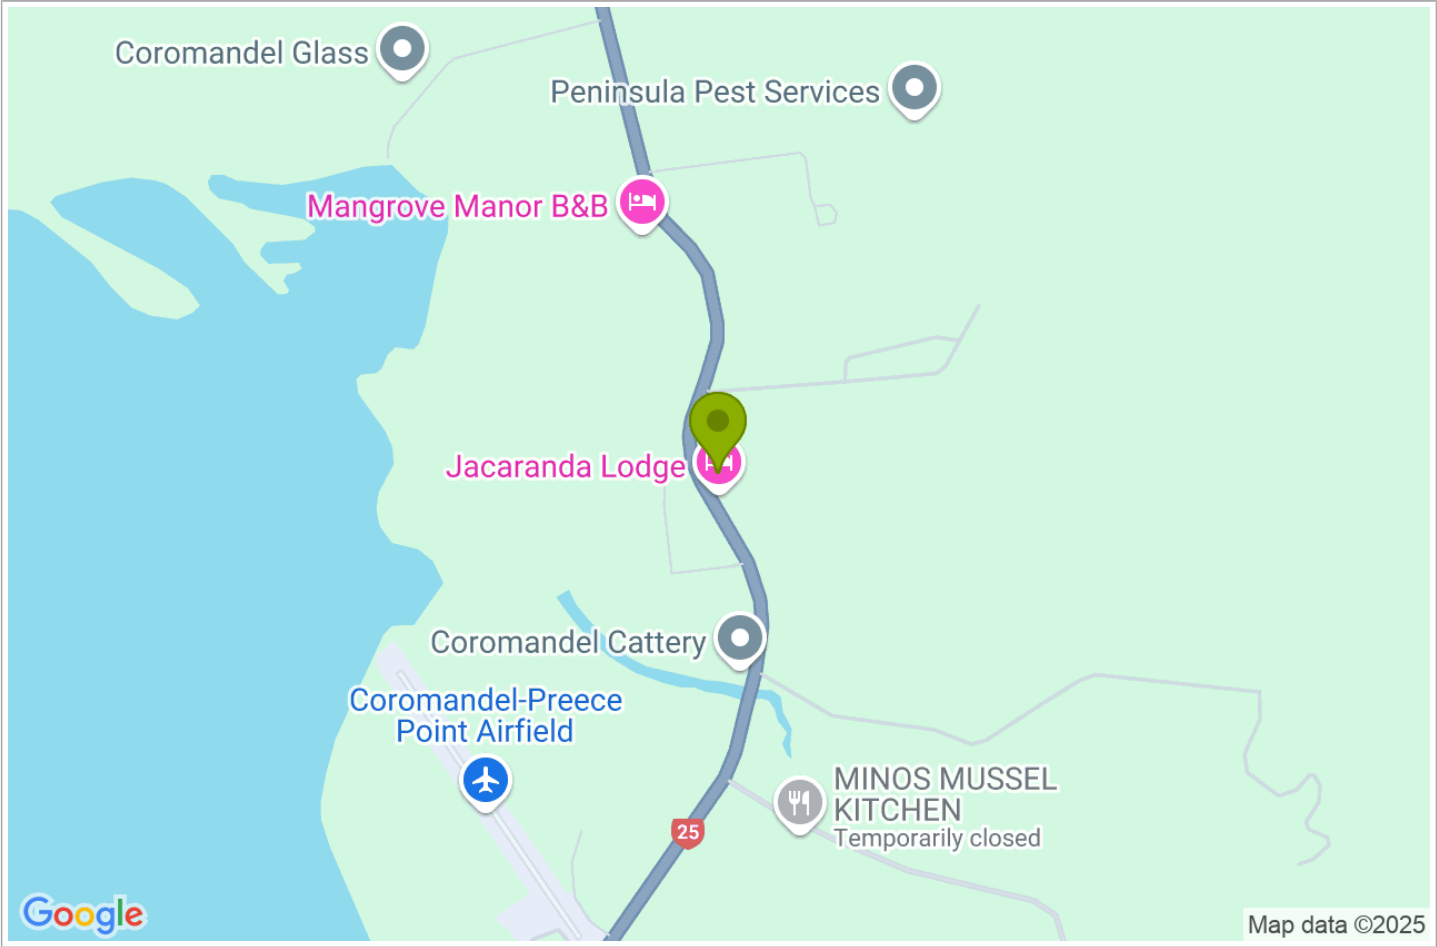 Coromandel Glass
Peninsula Pest Services
Mangrove Manor B&B
Jacaranda Lodge
Coromandel Cattery
Coromandel-Preece
Point Airfield
MINOS MUSSEL
KITCHEN
Temporarily closed
25
Google
Map data ©2025